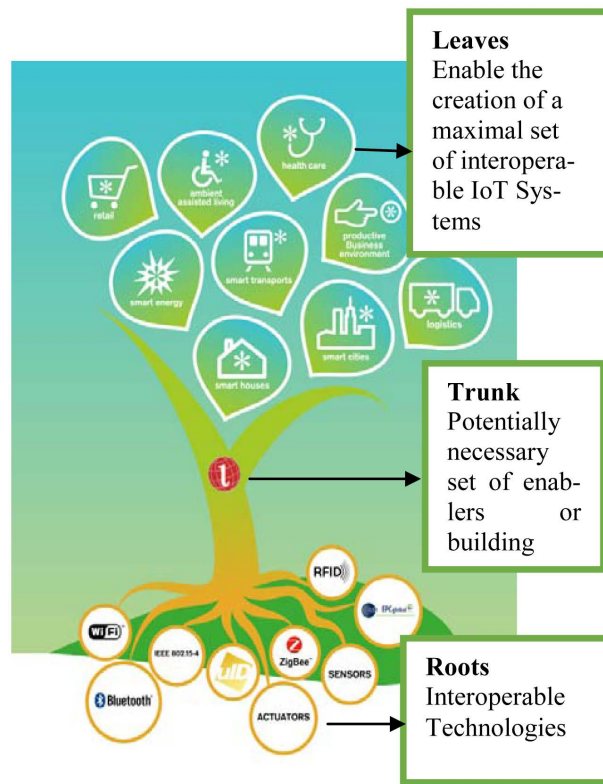 Leaves
Enable the
creation of a
maximal set
of interopera-
ble IoT Sys-
tems
health care
ambient
assisted living
retail
productive
Business
environment
smart transports
smart energy
logistics
smart cities
smart houses
Trunk
Potentially
necessary
set of enab-
lers or
building
RFID
EPCglobal
WiFi
IEEE 802.15-4
uID
ZigBee
SENSORS
Bluetooth
ACTUATORS
Roots
Interoperable
Technologies